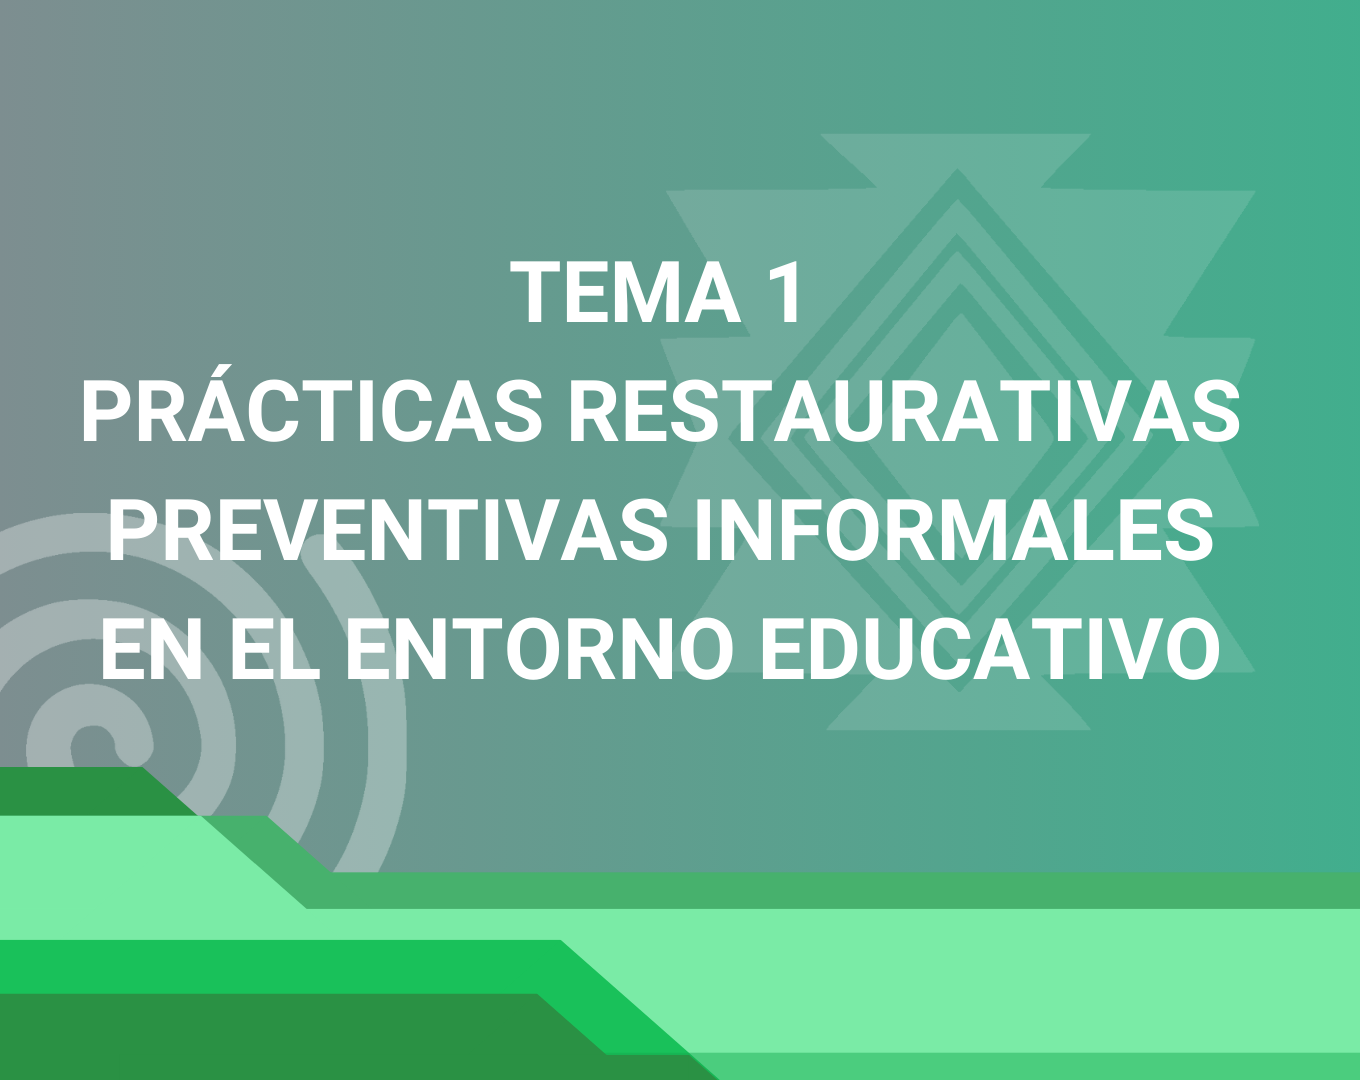 TEMA 1
PRÁCTICAS RESTAURATIVAS
PREVENTIVAS INFORMALES
EN EL ENTORNO EDUCATIVO